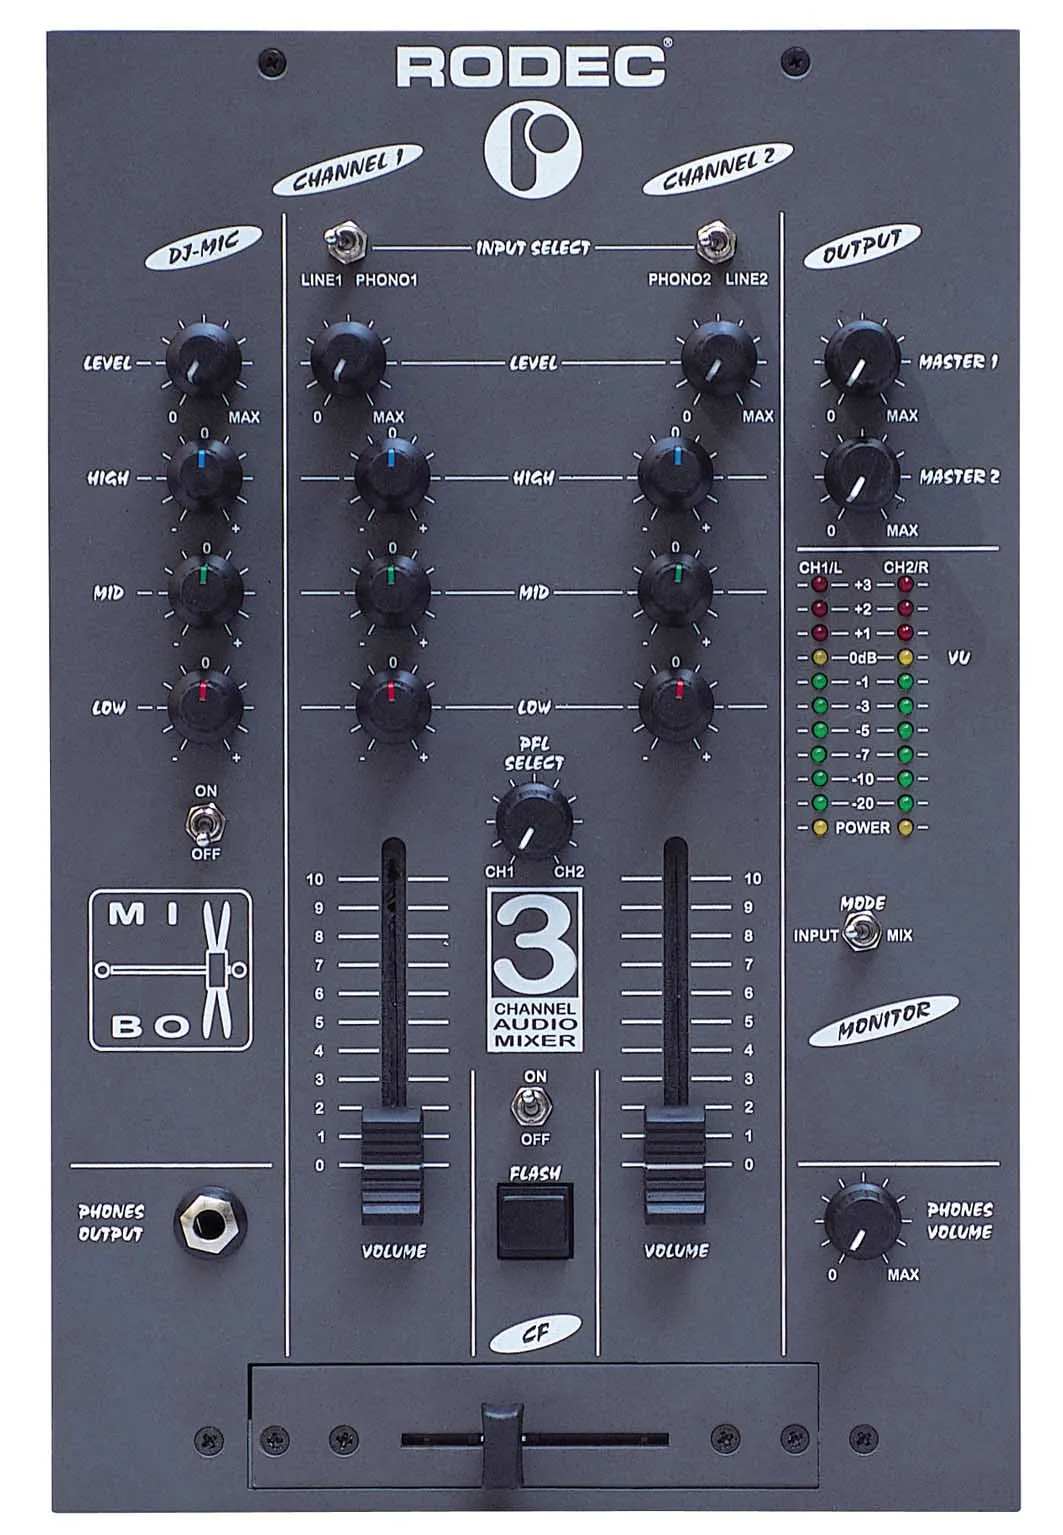 RODEC®
CHANNEL 1
CHANNEL 2
DJ-MIC
INPUT SELECT
OUTPUT
LINE1 PHONO1
PHONO2 LINE2
LEVEL
LEVEL
MASTER 1
0 MAX
0 MAX
0 MAX
0 MAX
0
0
0
HIGH
HIGH
MASTER 2
- +
- +
- +
0 MAX
0
0
0
MID
MID
- +
- +
- +
CH1/L CH2/R
+3
+2
+1
0dB
VU
-1
-3
-5
-7
-10
-20
POWER
0
0
0
LOW
LOW
- +
- +
- +
PFL
SELECT
CH1 CH2
ON
OFF
MI
BO
10
9
8
7
6
5
4
3
2
1
0
VOLUME
3
CHANNEL
AUDIO
MIXER
ON
OFF
FLASH
10
9
8
7
6
5
4
3
2
1
0
VOLUME
MODE
INPUT MIX
MONITOR
PHONES
OUTPUT
PHONES
VOLUME
0 MAX
CF